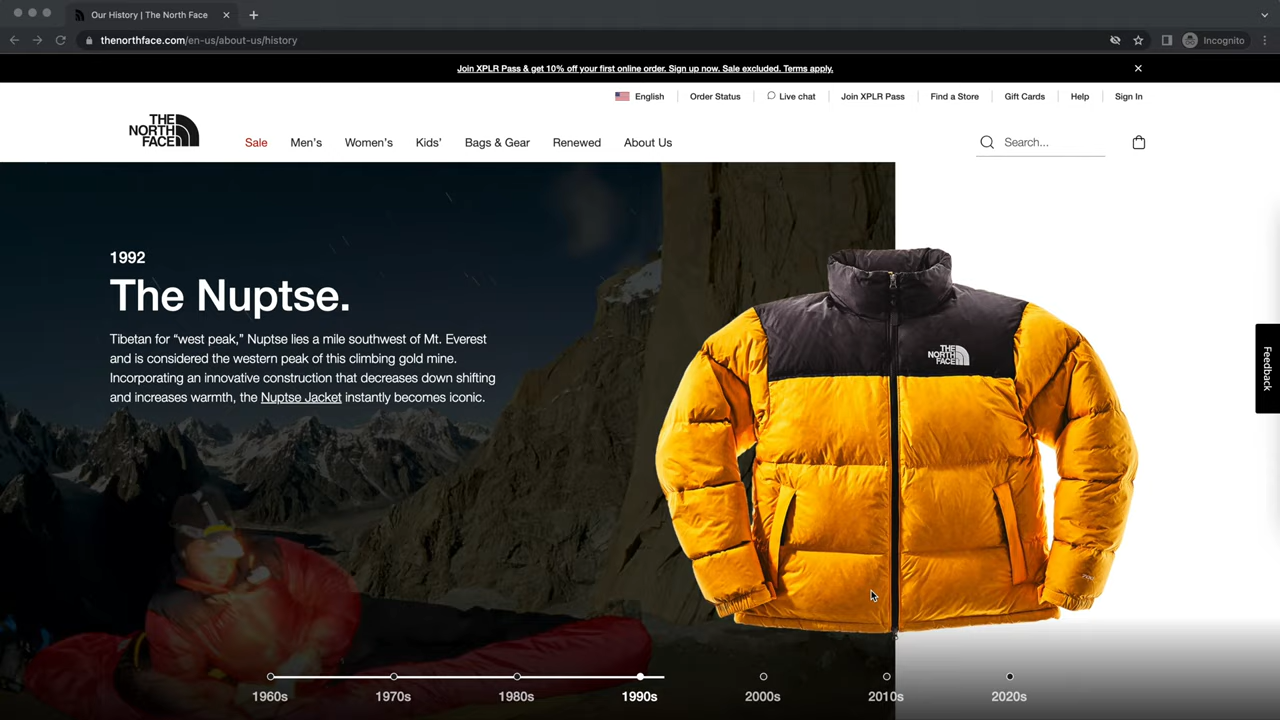 Our History | The North Face
thenorthface.com/en-us/about-us/history
Incognito
Join XPLR Pass & get 10% off your first online order. Sign up now. Sale excluded. Terms apply.
English
Order Status
Live chat
Join XPLR Pass
Find a Store
Gift Cards
Help
Sign In
THE
NORTH
FACE
Sale
Men's
Women's
Kids'
Bags & Gear
Renewed
About Us
Search...
1992
The Nuptse.
Tibetan for “west peak,” Nuptse lies a mile southwest of Mt. Everest
and is considered the western peak of this climbing gold mine.
Incorporating an innovative construction that decreases down shifting
and increases warmth, the Nuptse Jacket instantly becomes iconic.
THE
NORTH
FACE
Feedback
1960s
1970s
1980s
1990s
2000s
2010s
2020s